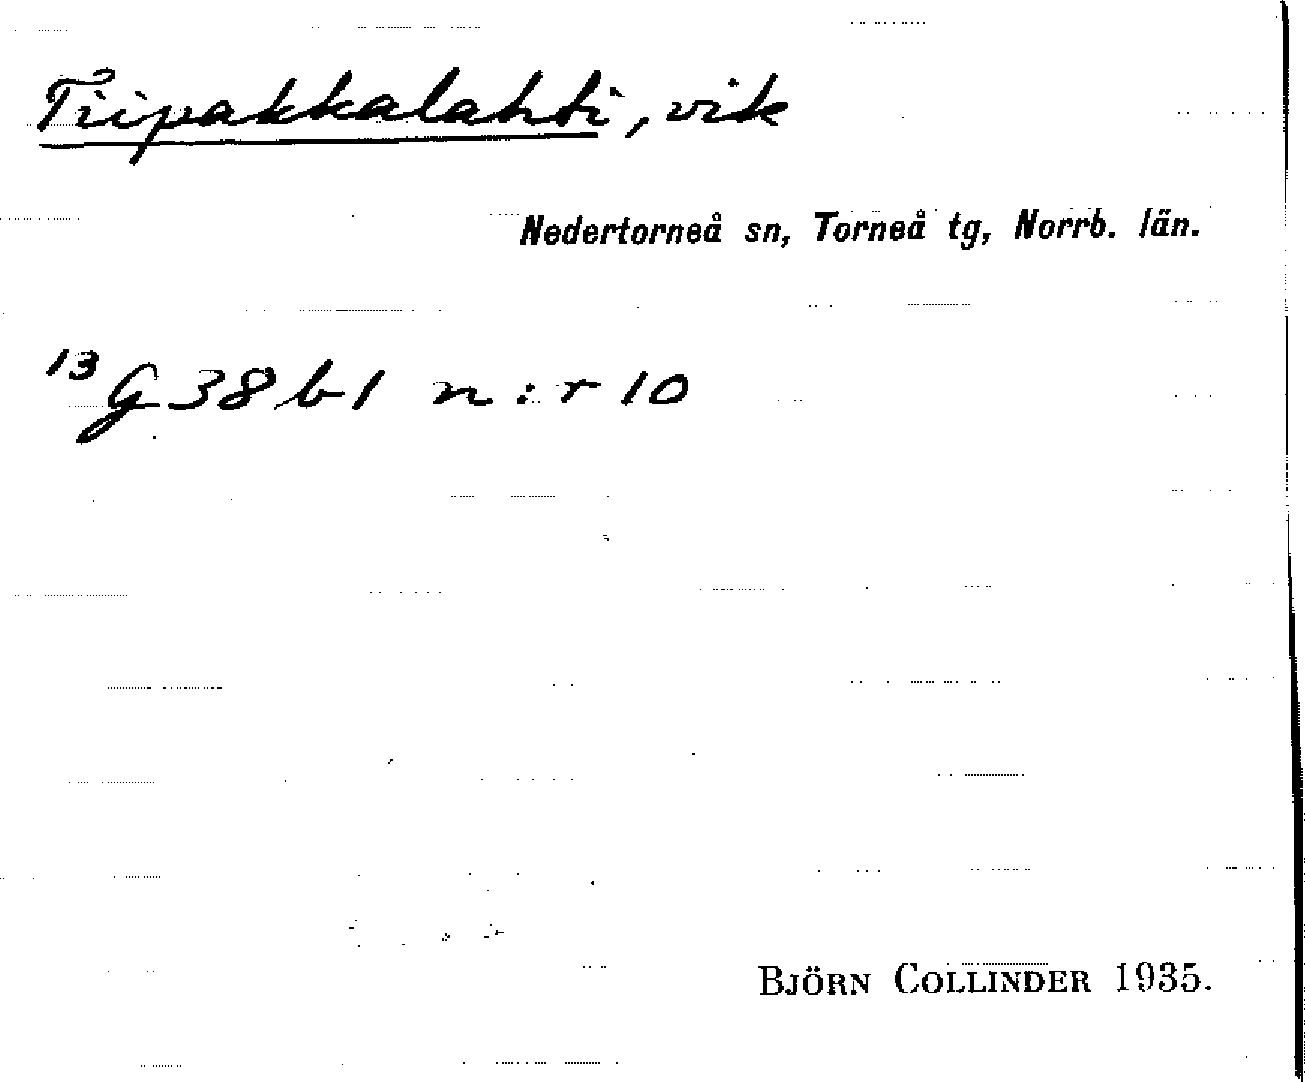 Tiipakkalahti, vik
Nedertorneå sn, Torneå tg, Norrb. län.
13 G 38 b 1 n:r 10
BJÖRN COLLINDER 1935.